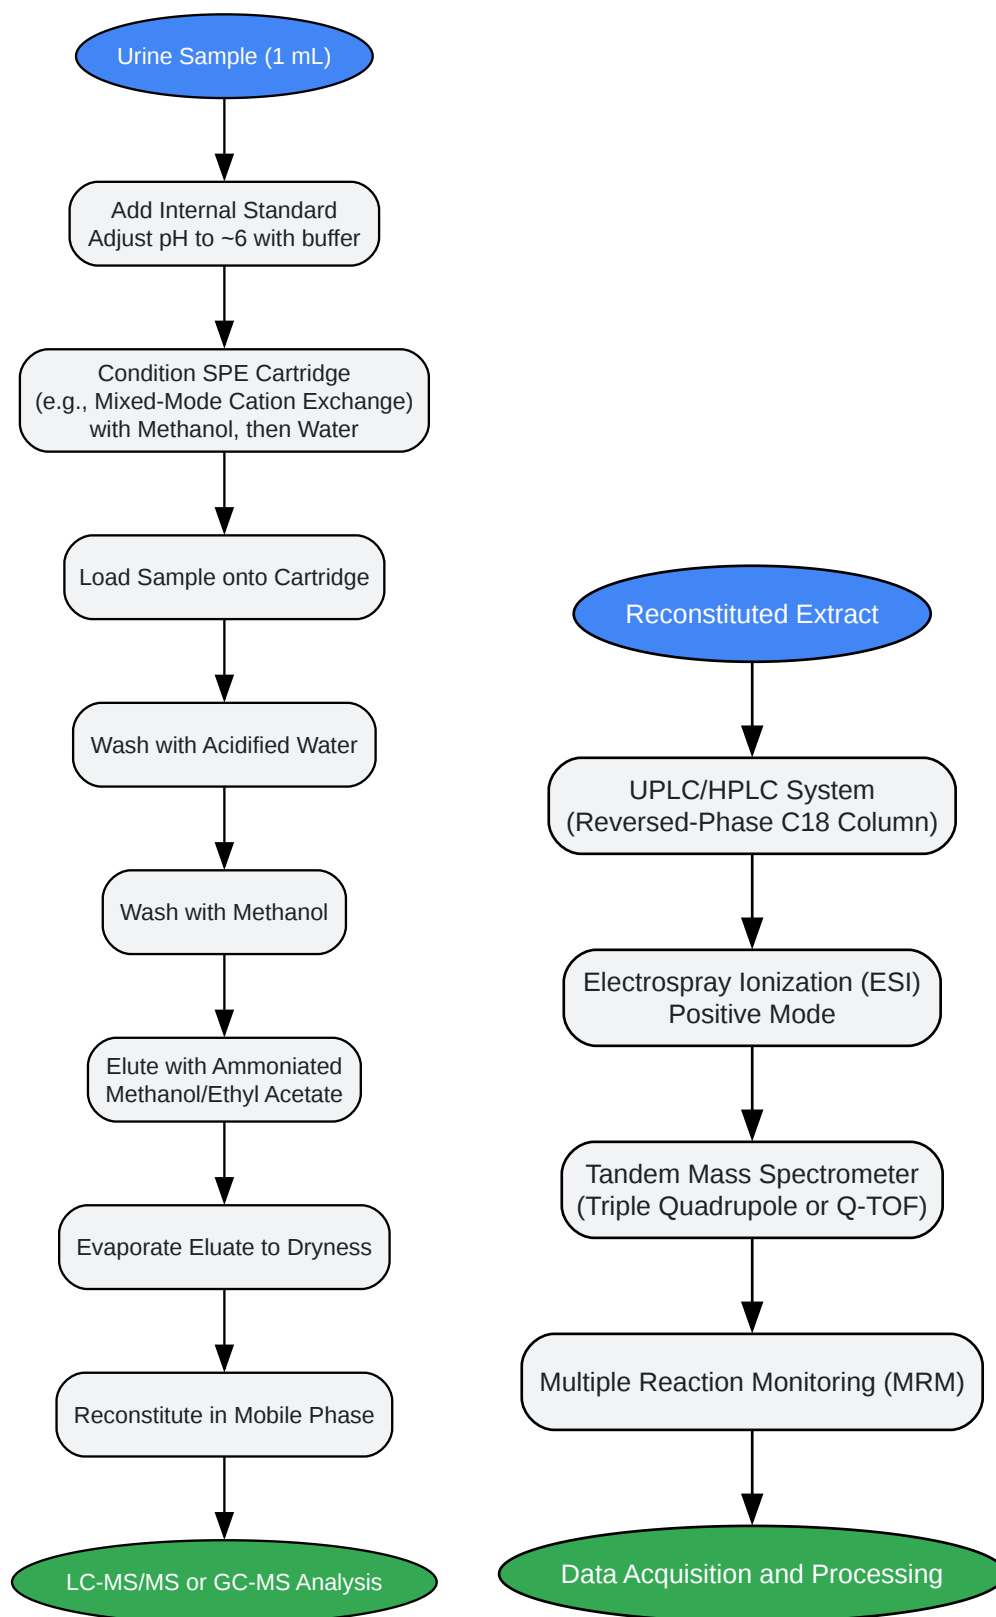 Urine Sample (1 mL)
Add Internal Standard
Adjust pH to ~6 with buffer
Condition SPE Cartridge
(e.g., Mixed-Mode Cation Exchange)
with Methanol, then Water
Load Sample onto Cartridge
Wash with Acidified Water
Wash with Methanol
Elute with Ammoniated
Methanol/Ethyl Acetate
Evaporate Eluate to Dryness
Reconstitute in Mobile Phase
LC-MS/MS or GC-MS Analysis
Reconstituted Extract
UPLC/HPLC System
(Reversed-Phase C18 Column)
Electrospray Ionization (ESI)
Positive Mode
Tandem Mass Spectrometer
(Triple Quadrupole or Q-TOF)
Multiple Reaction Monitoring (MRM)
Data Acquisition and Processing